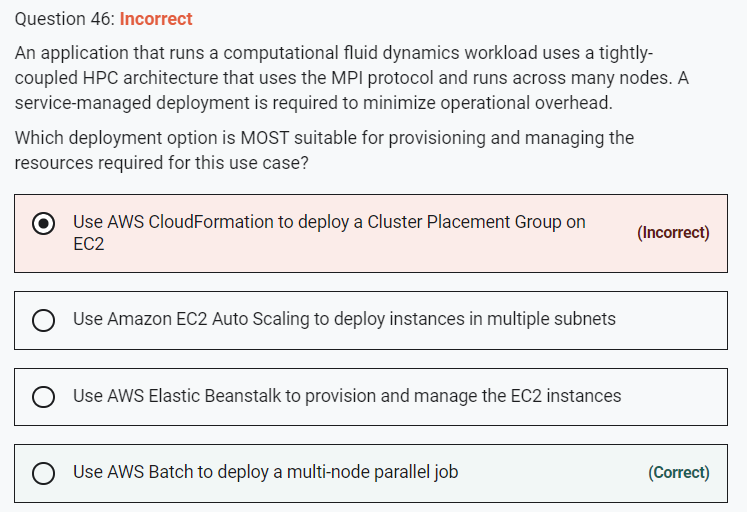 Question 46: Incorrect
An application that runs a computational fluid dynamics workload uses a tightly-
coupled HPC architecture that uses the MPI protocol and runs across many nodes. A
service-managed deployment is required to minimize operational overhead.
Which deployment option is MOST suitable for provisioning and managing the
resources required for this use case?
Use AWS CloudFormation to deploy a Cluster Placement Group on
EC2
(Incorrect)
Use Amazon EC2 Auto Scaling to deploy instances in multiple subnets
Use AWS Elastic Beanstalk to provision and manage the EC2 instances
Use AWS Batch to deploy a multi-node parallel job
(Correct)